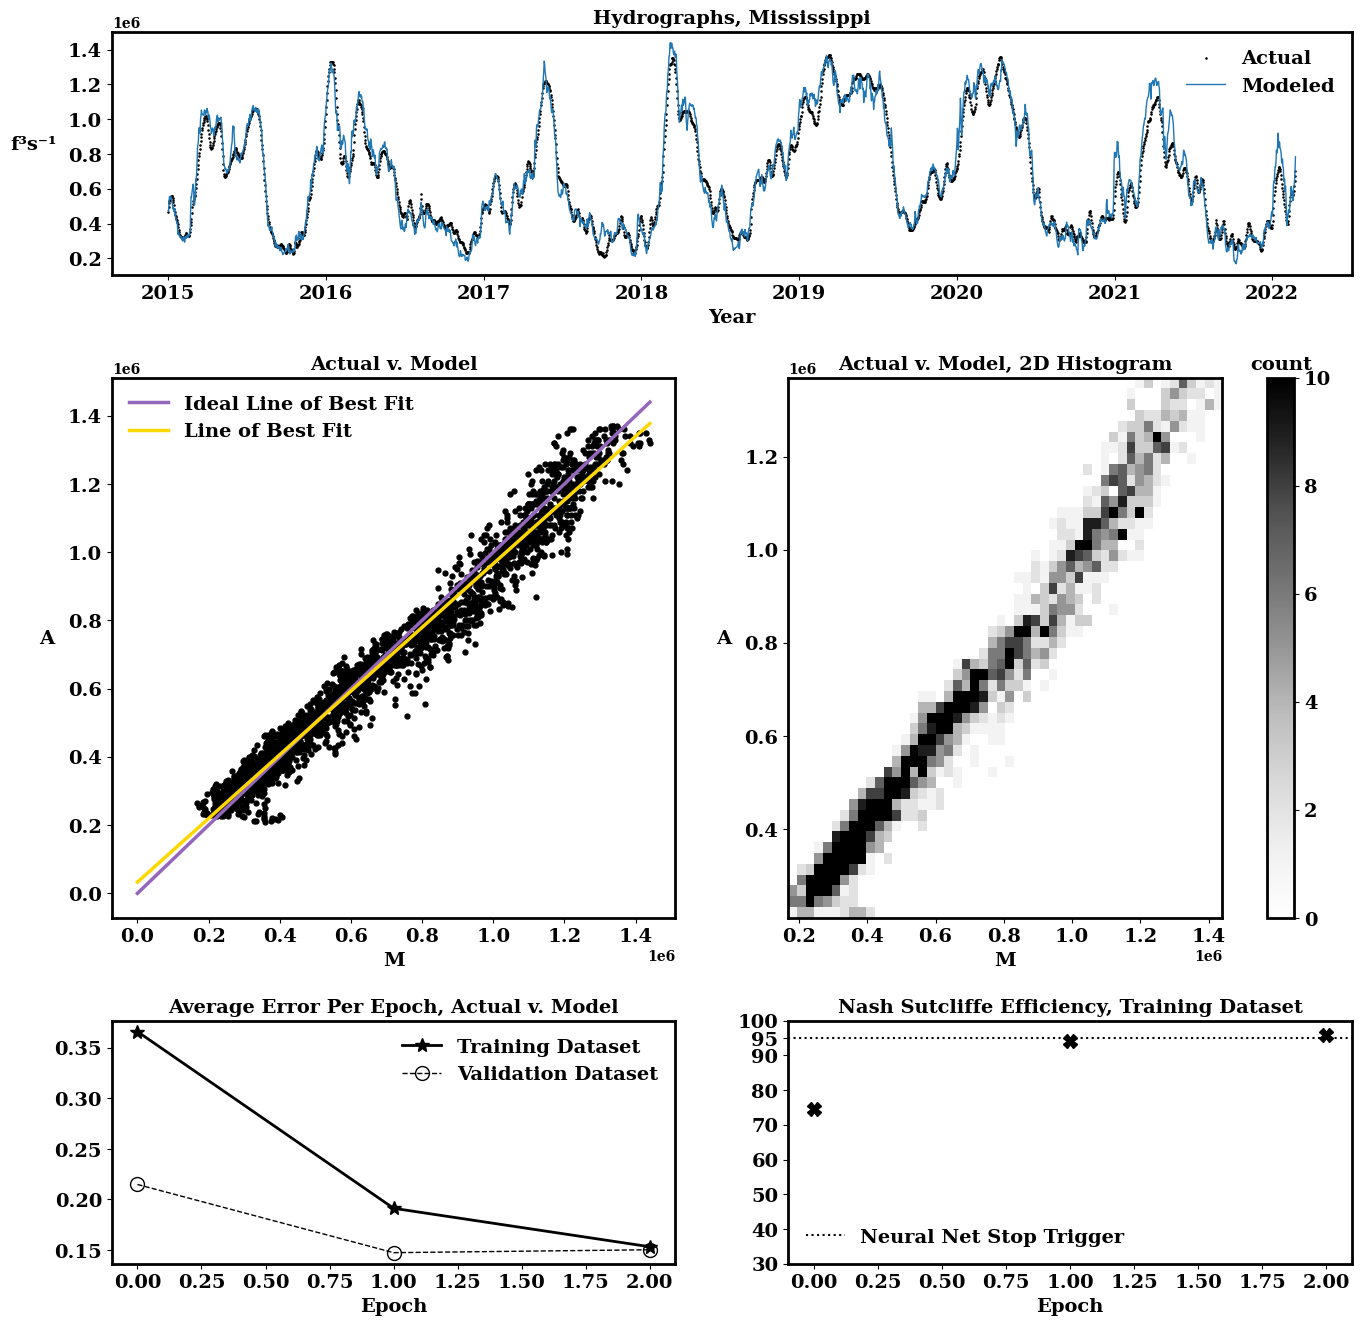 Hydrographs, Mississippi
1e6
1.4
1.2
1.0
0.8
0.6
0.4
0.2
f³s⁻¹
Actual
Modeled
2015 2016 2017 2018 2019 2020 2021 2022
Year
Actual v. Model
1e6
Ideal Line of Best Fit
Line of Best Fit
1.4
1.2
1.0
0.8
0.6
0.4
0.2
0.0
A
0.0 0.2 0.4 0.6 0.8 1.0 1.2 1.4
1e6
M
Actual v. Model, 2D Histogram
1e6
1.2
1.0
0.8
0.6
0.4
A
0.2 0.4 0.6 0.8 1.0 1.2 1.4
1e6
M
count
10
8
6
4
2
0
Average Error Per Epoch, Actual v. Model
Training Dataset
Validation Dataset
0.35
0.30
0.25
0.20
0.15
0.00 0.25 0.50 0.75 1.00 1.25 1.50 1.75 2.00
Epoch
Nash Sutcliffe Efficiency, Training Dataset
100
95
90
80
70
60
50
40
30
Neural Net Stop Trigger
0.00 0.25 0.50 0.75 1.00 1.25 1.50 1.75 2.00
Epoch